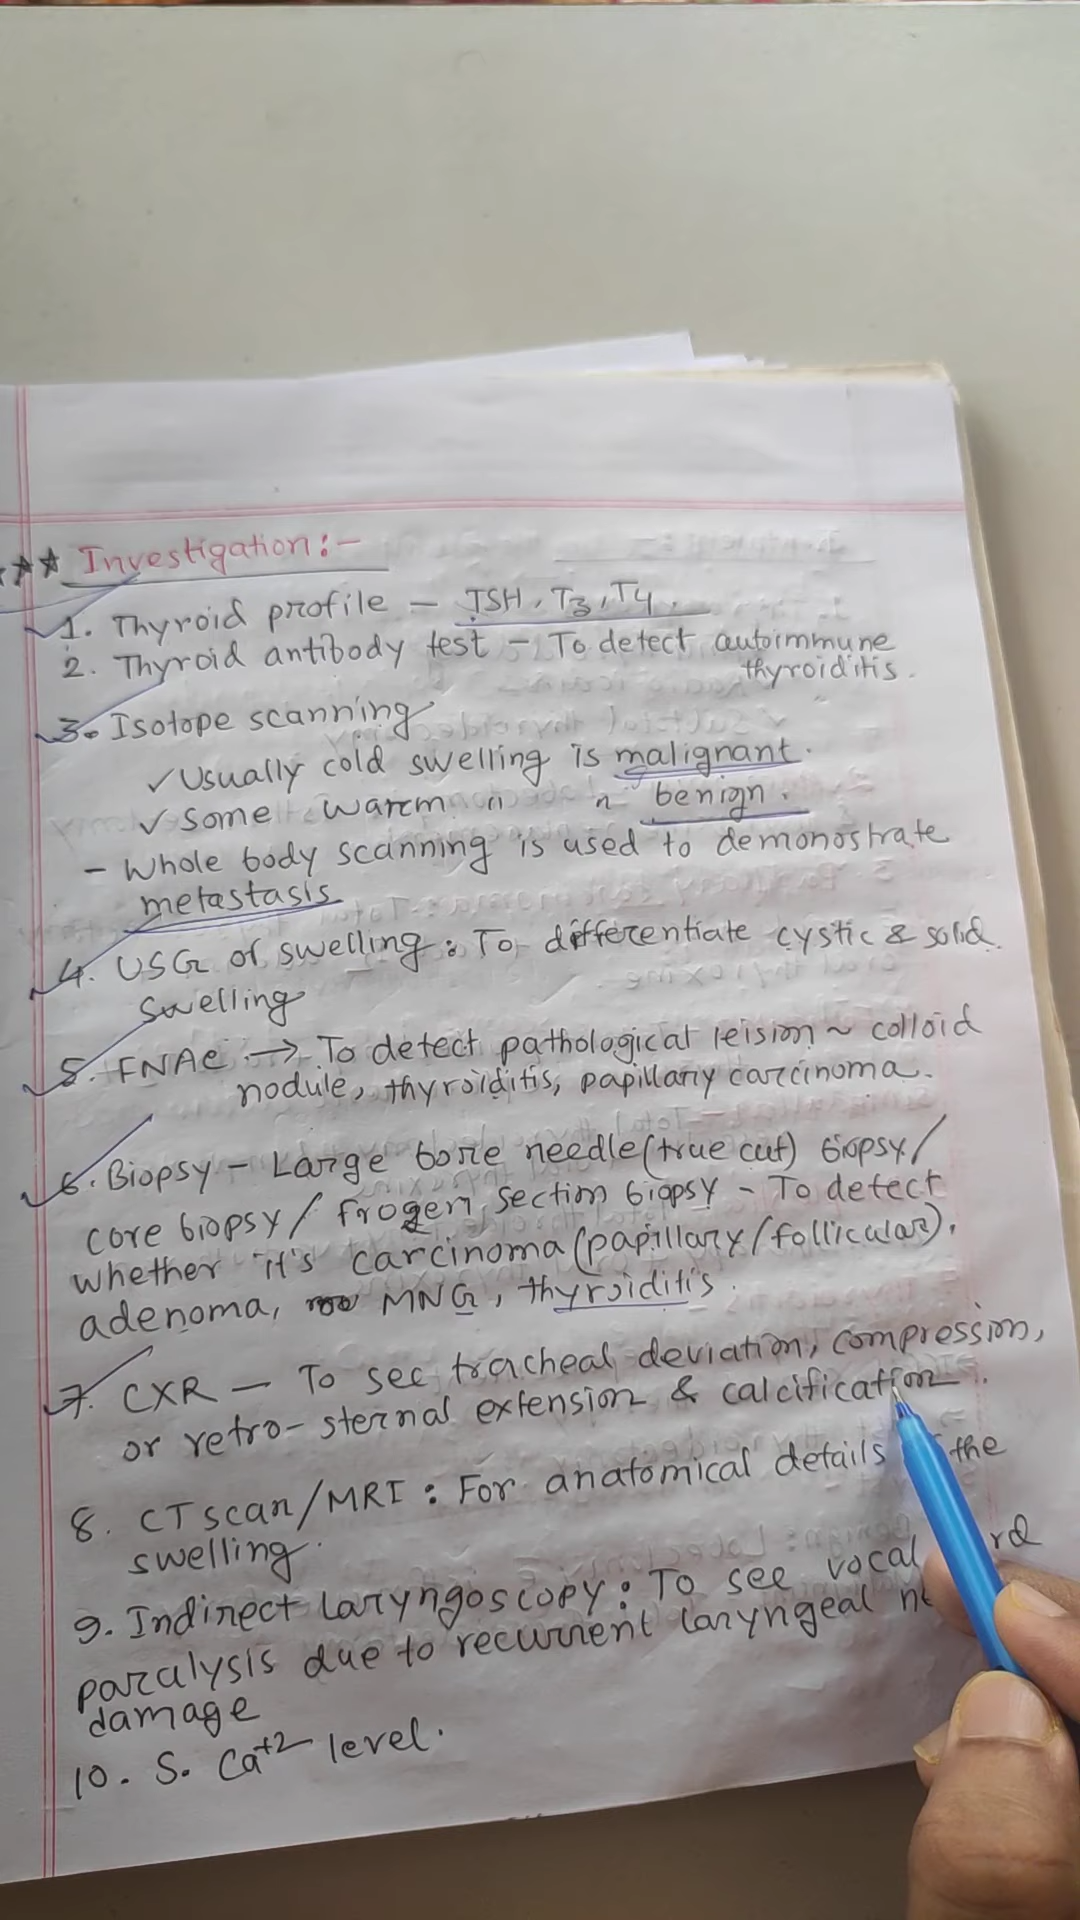 ★★★ Investigation:-
1. Thyroid profile - TSH, T3, T4.
2. Thyroid antibody test - To detect autoimmune
thyroiditis.
3. Isotope scanning
✓ Usually cold swelling is malignant.
✓ Some warm " " benign.
- Whole body scanning is used to demonostrate
metastasis
4. USG of swelling: To differentiate cystic & solid
swelling
5. FNAC → To detect pathological leision ~ colloid
nodule, thyroiditis, papillary carcinoma.
6. Biopsy - Large bore needle (true cut) biopsy/
core biopsy/ frogen section biopsy - To detect
whether it's carcinoma (papillary/follicular),
adenoma, MNG, thyroiditis.
7. CXR - To see tracheal deviation, compression,
or retro-sternal extension & calcification.
8. CT scan/MRI: For anatomical details the
swelling.
9. Indirect laryngoscopy: To see vocal
paralysis due to recurrent laryngeal
damage
10. S. Ca+2 level.